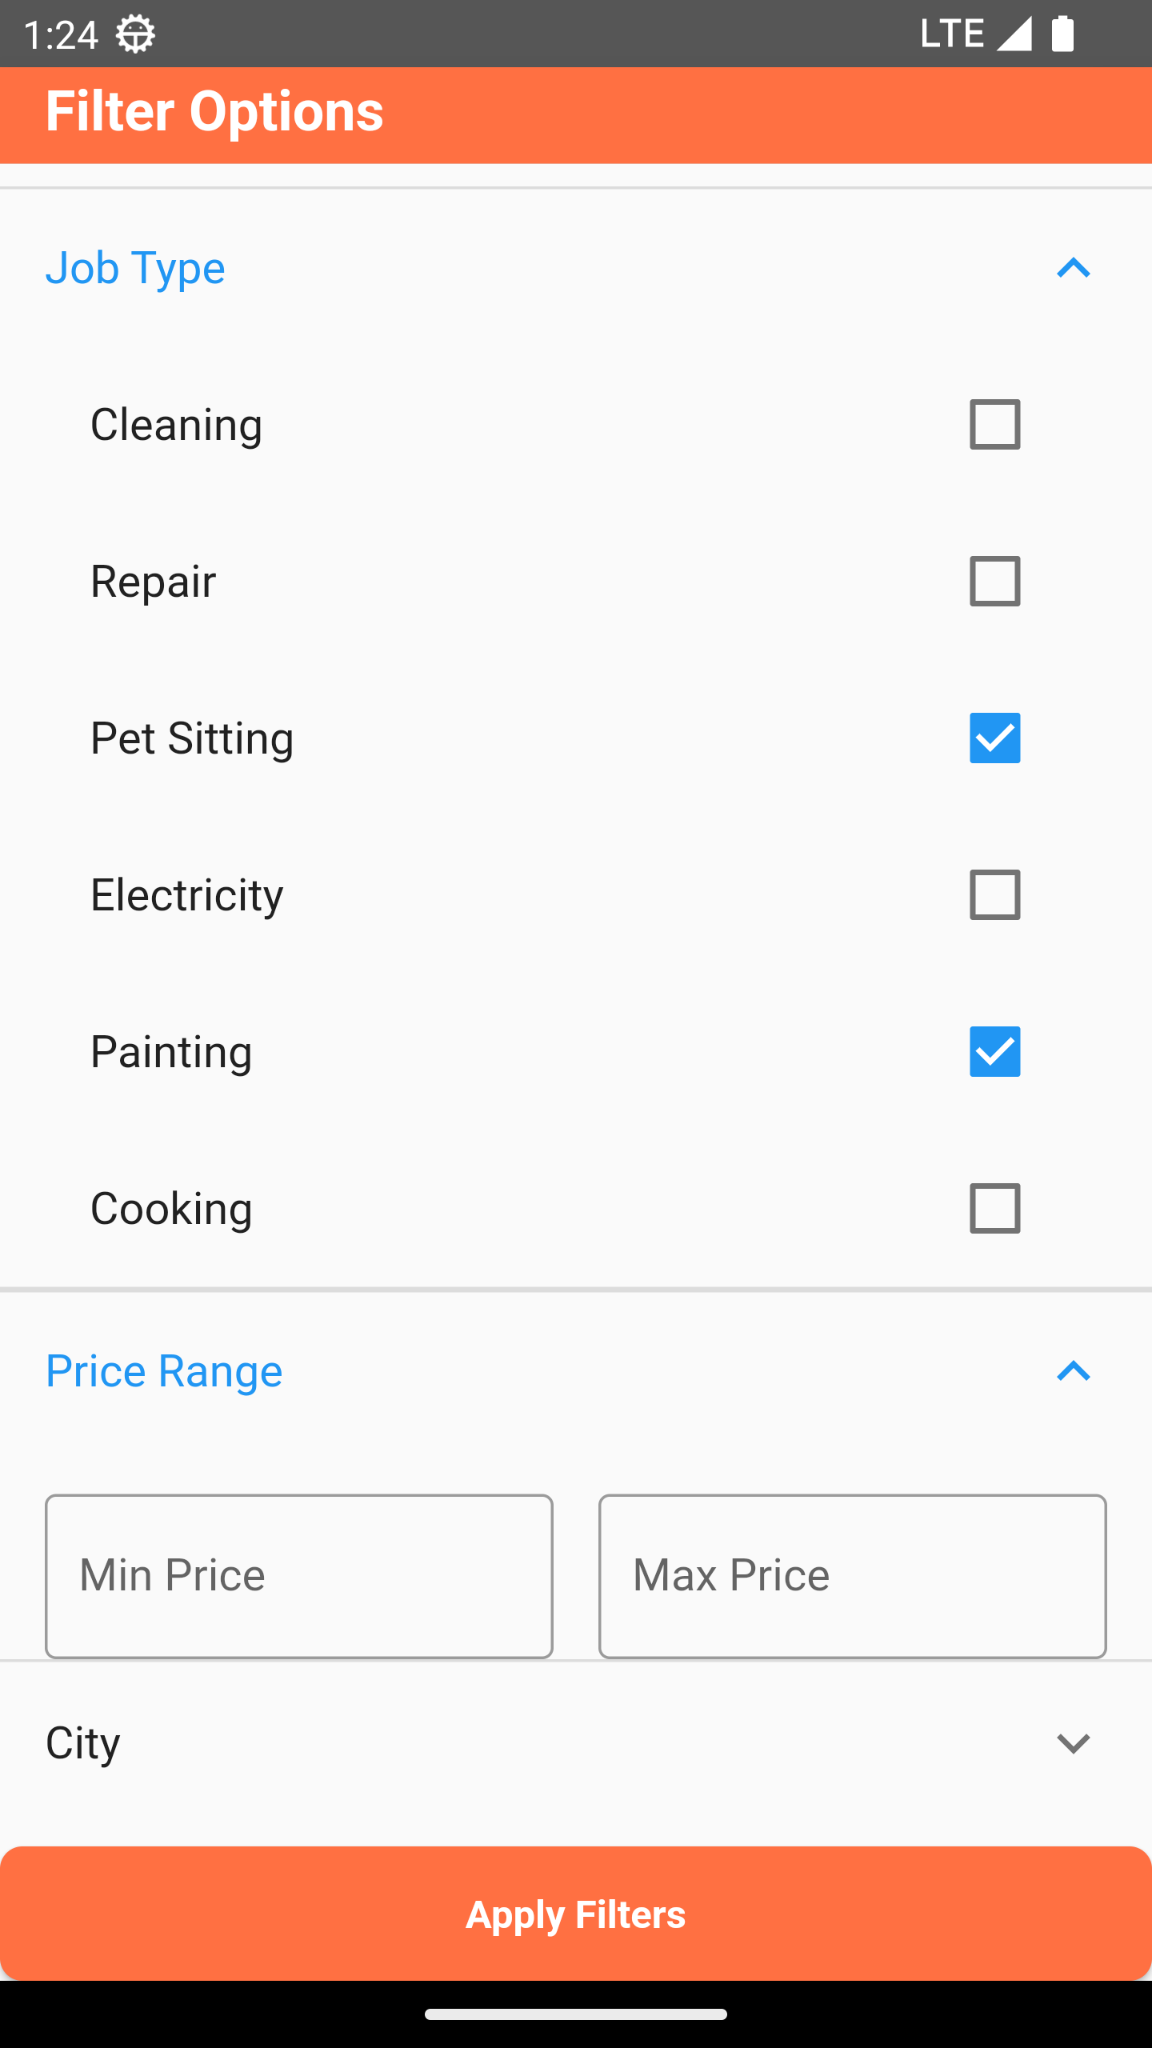 1:24 LTE
Filter Options
Job Type
Cleaning
Repair
Pet Sitting
Electricity
Painting
Cooking
Price Range
Min Price Max Price
City
Apply Filters